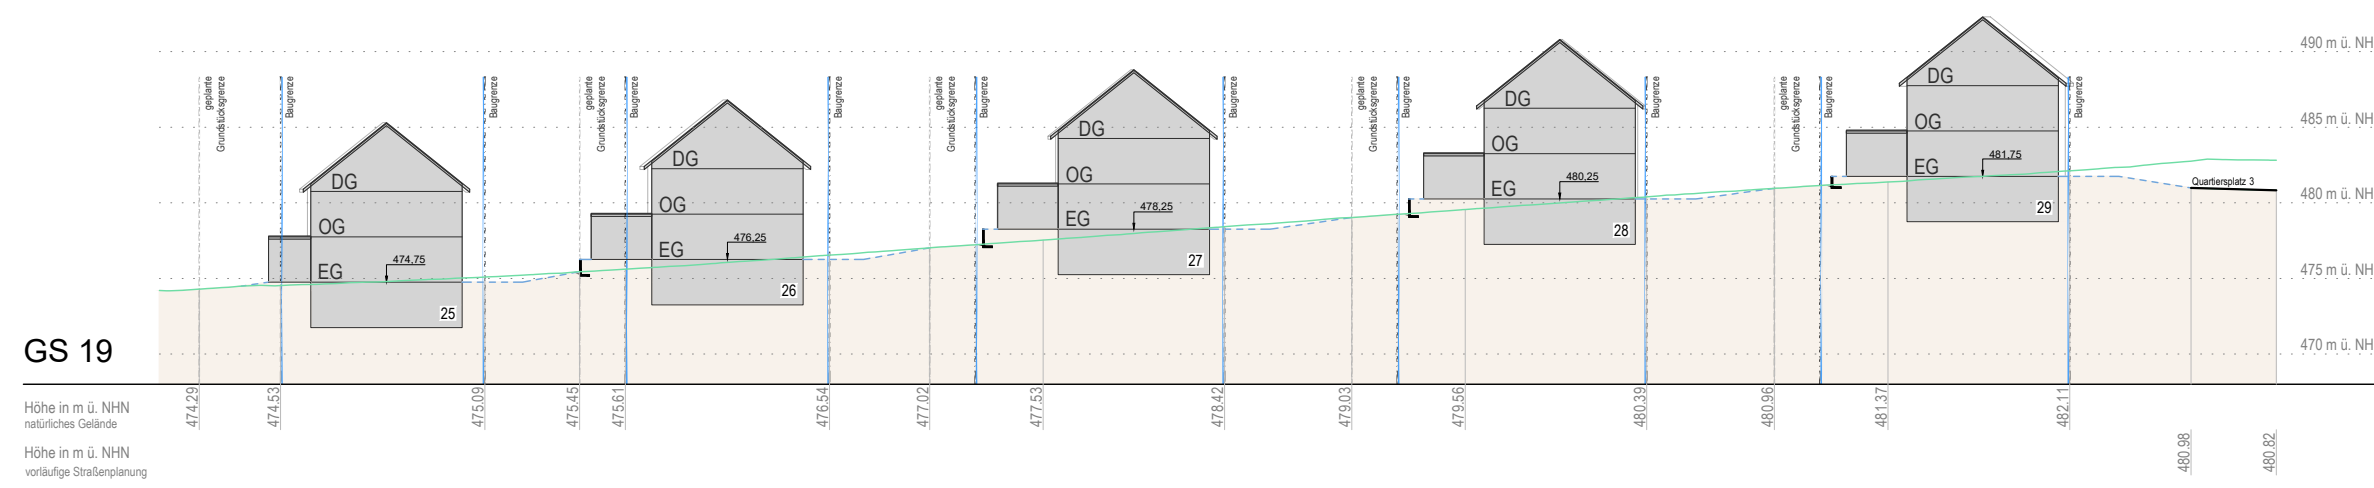 490 m ü. NH
485 m ü. NH
480 m ü. NH
475 m ü. NH
470 m ü. NH
geplante
Grundstücksgrenze
Baugrenze
Baugrenze
geplante
Grundstücksgrenze
Baugrenze
Baugrenze
geplante
Grundstücksgrenze
Baugrenze
Baugrenze
geplante
Grundstücksgrenze
Baugrenze
Baugrenze
geplante
Grundstücksgrenze
Baugrenze
Baugrenze
DG
OG
EG
474,75
25
DG
OG
EG
476,25
26
DG
OG
EG
478,25
27
DG
OG
EG
480,25
28
DG
OG
EG
481,75
29
Quartiersplatz 3
GS 19
Höhe in m ü. NHN
natürliches Gelände
474.29
474.53
475.09
475.45
475.61
476.54
477.02
477.53
478.42
479.03
479.56
480.39
480.96
481.37
482.11
Höhe in m ü. NHN
vorläufige Straßenplanung
480.98
480.82